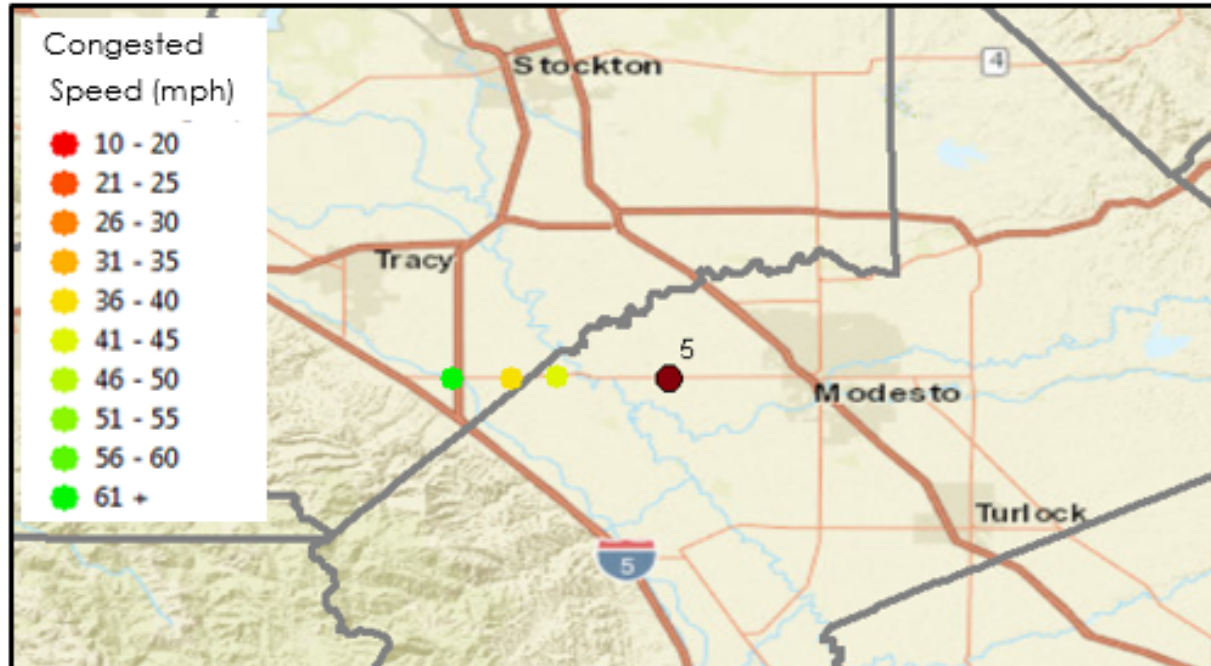 Congested
Speed (mph)
10 - 20
21 - 25
26 - 30
31 - 35
36 - 40
41 - 45
46 - 50
51 - 55
56 - 60
61 +
Stockton
4
Tracy
5
Modesto
Turlock
5